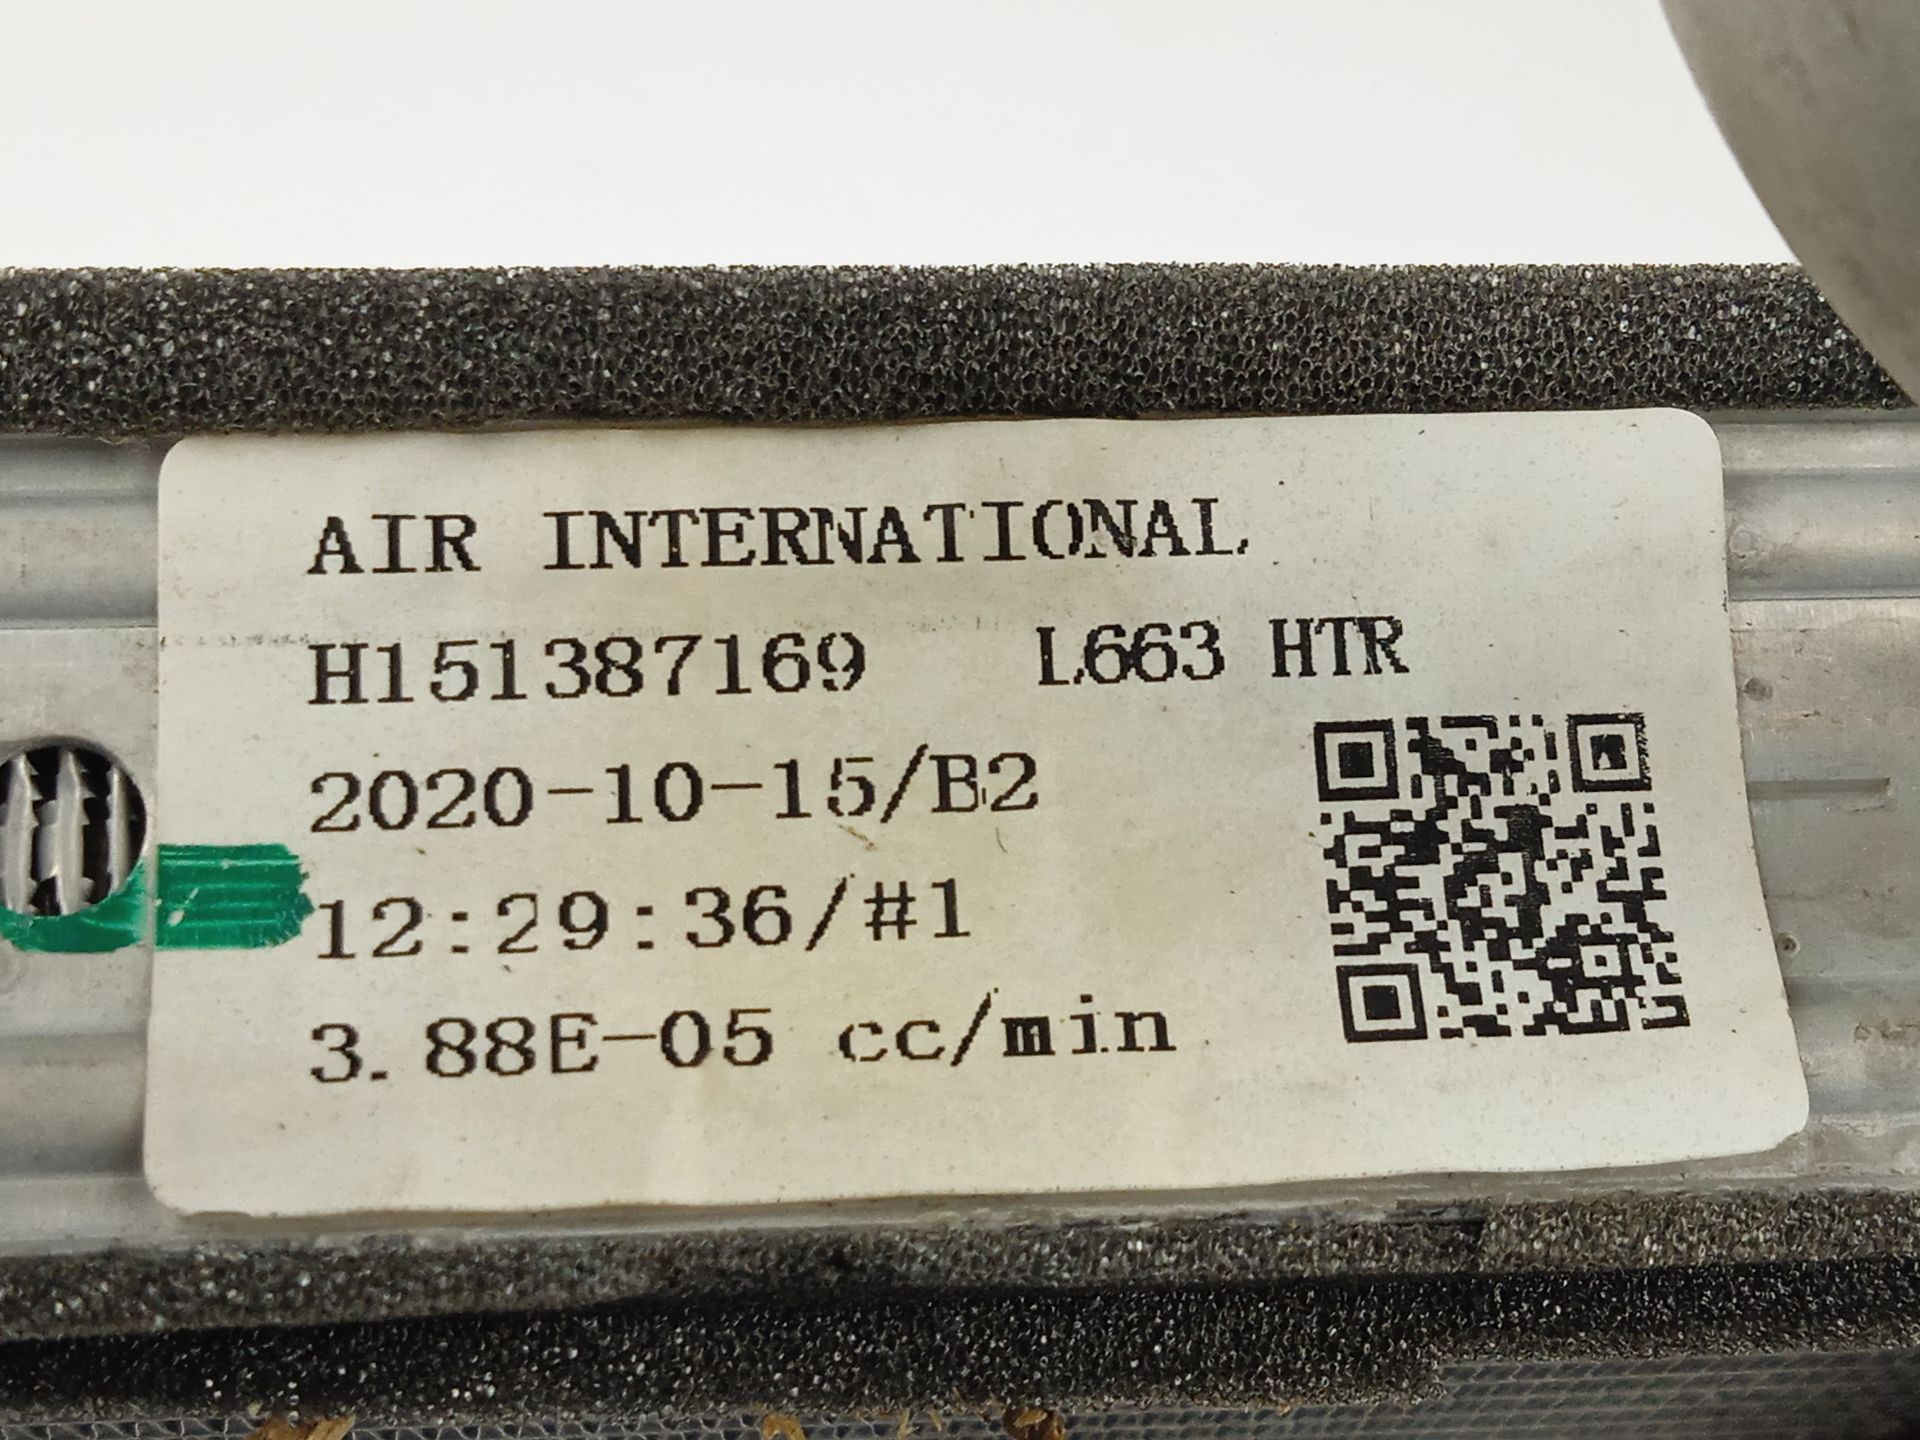 AIR INTERNATIONAL
H151387169 L663 HTR
2020-10-15/B2
12:29:36/#1
3.88E-05 cc/min